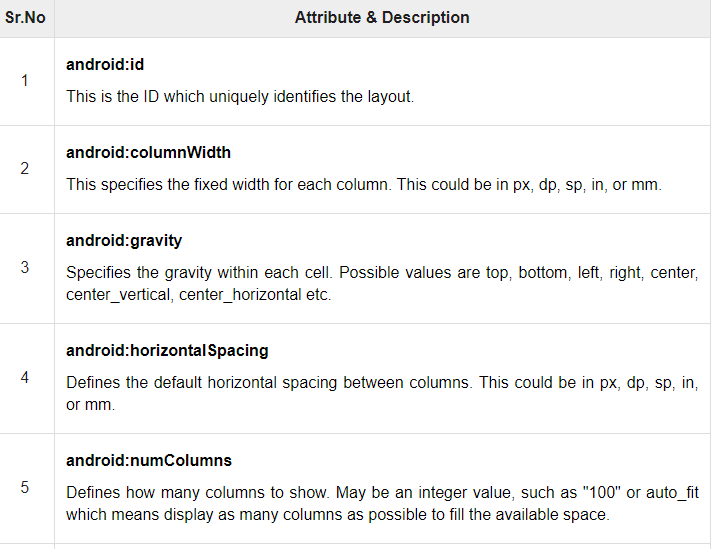 Sr.No Attribute & Description
1
android:id
This is the ID which uniquely identifies the layout.
2
android:columnWidth
This specifies the fixed width for each column. This could be in px, dp, sp, in, or mm.
3
android:gravity
Specifies the gravity within each cell. Possible values are top, bottom, left, right, center,
center_vertical, center_horizontal etc.
4
android:horizontalSpacing
Defines the default horizontal spacing between columns. This could be in px, dp, sp, in,
or mm.
5
android:numColumns
Defines how many columns to show. May be an integer value, such as "100" or auto_fit
which means display as many columns as possible to fill the available space.